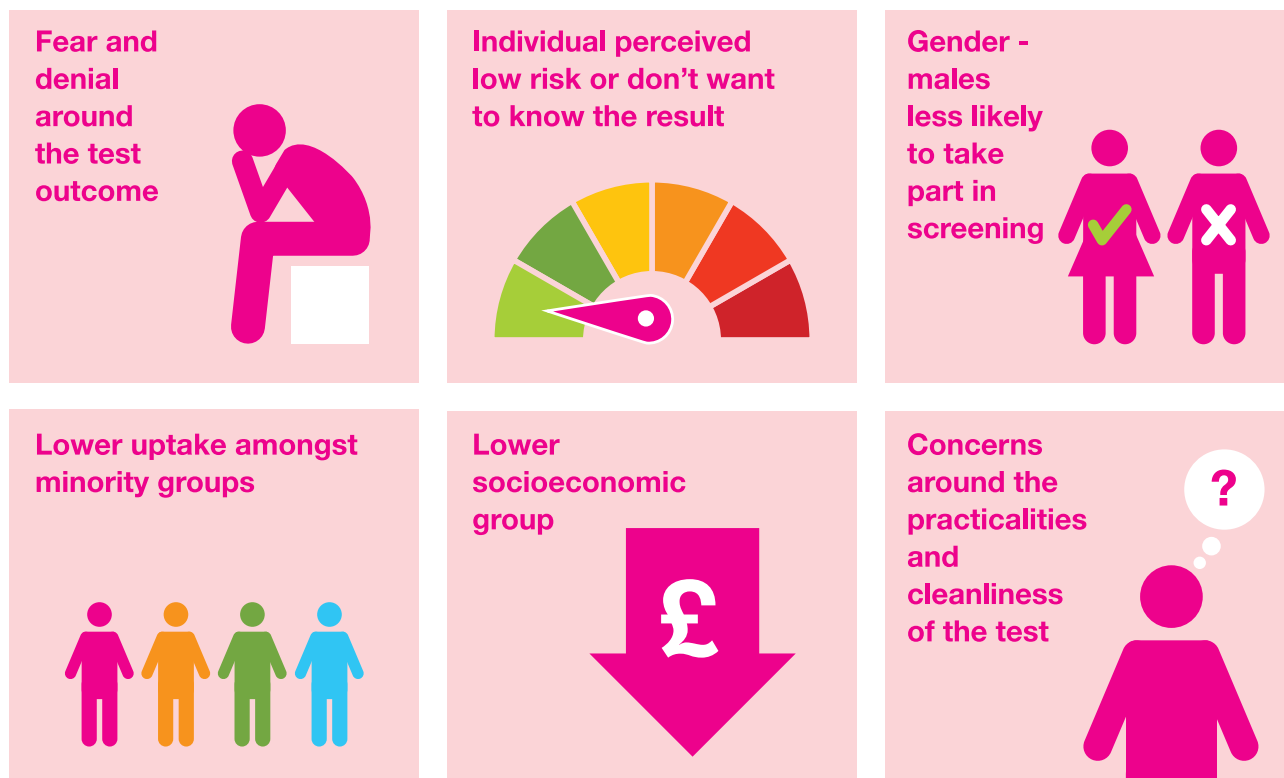 Fear and
denial
around
the test
outcome
Individual perceived
low risk or don't want
to know the result
Gender -
males
less likely
to take
part in
screening
Lower uptake amongst
minority groups
Lower
socioeconomic
group
£
Concerns
around the
practicalities
and
cleanliness
of the test
?